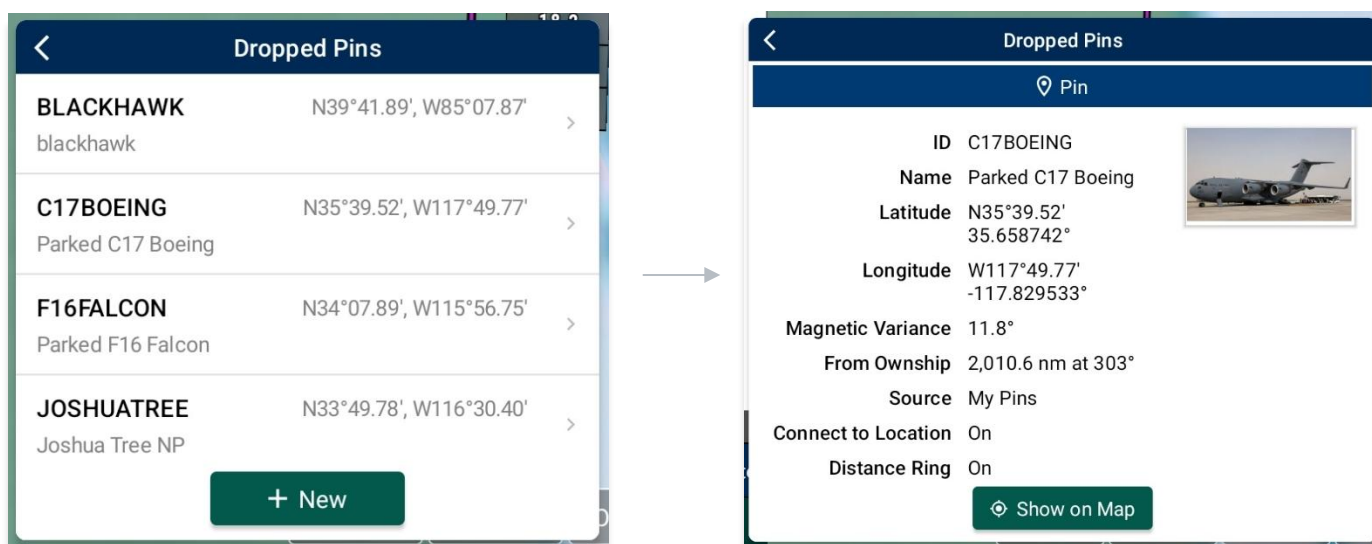 18 2
Dropped Pins
BLACKHAWK N39°41.89', W85°07.87'
blackhawk
C17BOEING N35°39.52', W117°49.77'
Parked C17 Boeing
F16FALCON N34°07.89', W115°56.75'
Parked F16 Falcon
JOSHUATREE N33°49.78', W116°30.40'
Joshua Tree NP
+ New
Dropped Pins
Pin
ID C17BOEING
Name Parked C17 Boeing
Latitude N35°39.52'
35.658742°
Longitude W117°49.77'
-117.829533°
Magnetic Variance 11.8°
From Ownship 2,010.6 nm at 303°
Source My Pins
Connect to Location On
Distance Ring On
Show on Map